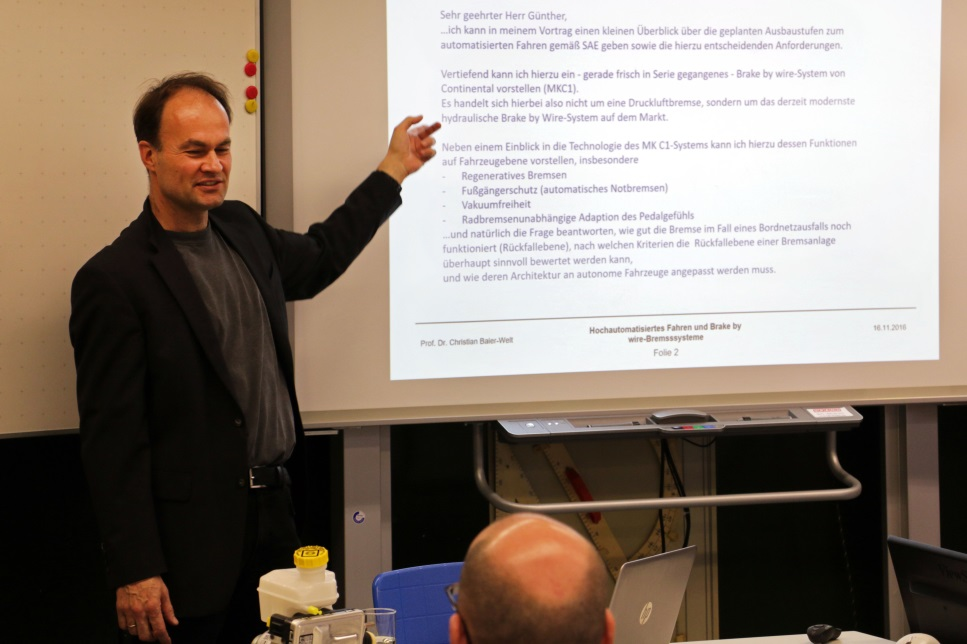 Sehr geehrter Herr Günther,
...ich kann in meinem Vortrag einen kleinen Überblick über die geplanten Ausbaustufen zum
automatisierten Fahren gemäß SAE geben sowie die hierzu entscheidenden Anforderungen.
Vertiefend kann ich hierzu ein - gerade frisch in Serie gegangenes - Brake by wire-System von
Continental vorstellen (MKC1).
Es handelt sich hierbei also nicht um eine Druckluftbremse, sondern um das derzeit modernste
hydraulische Brake by Wire-System auf dem Markt.
Neben einem Einblick in die Technologie des MK C1-Systems kann ich hierzu dessen Funktionen
auf Fahrzeugebene vorstellen, insbesondere
- Regeneratives Bremsen
- Fußgängerschutz (automatisches Notbremsen)
- Vakuumfreiheit
- Radbremsenunabhängige Adaption des Pedalgefühls
...und natürlich die Frage beantworten, wie gut die Bremse im Fall eines Bordnetzausfalls noch
funktioniert (Rückfallebene), nach welchen Kriterien die Rückfallebene einer Bremsanlage
überhaupt sinnvoll bewertet werden kann,
und wie deren Architektur an autonome Fahrzeuge angepasst werden muss.
Prof. Dr. Christian Baier-Welt
Hochautomatisiertes Fahren und Brake by
wire-Bremsssysteme
Folie 2
16.11.2016
hp